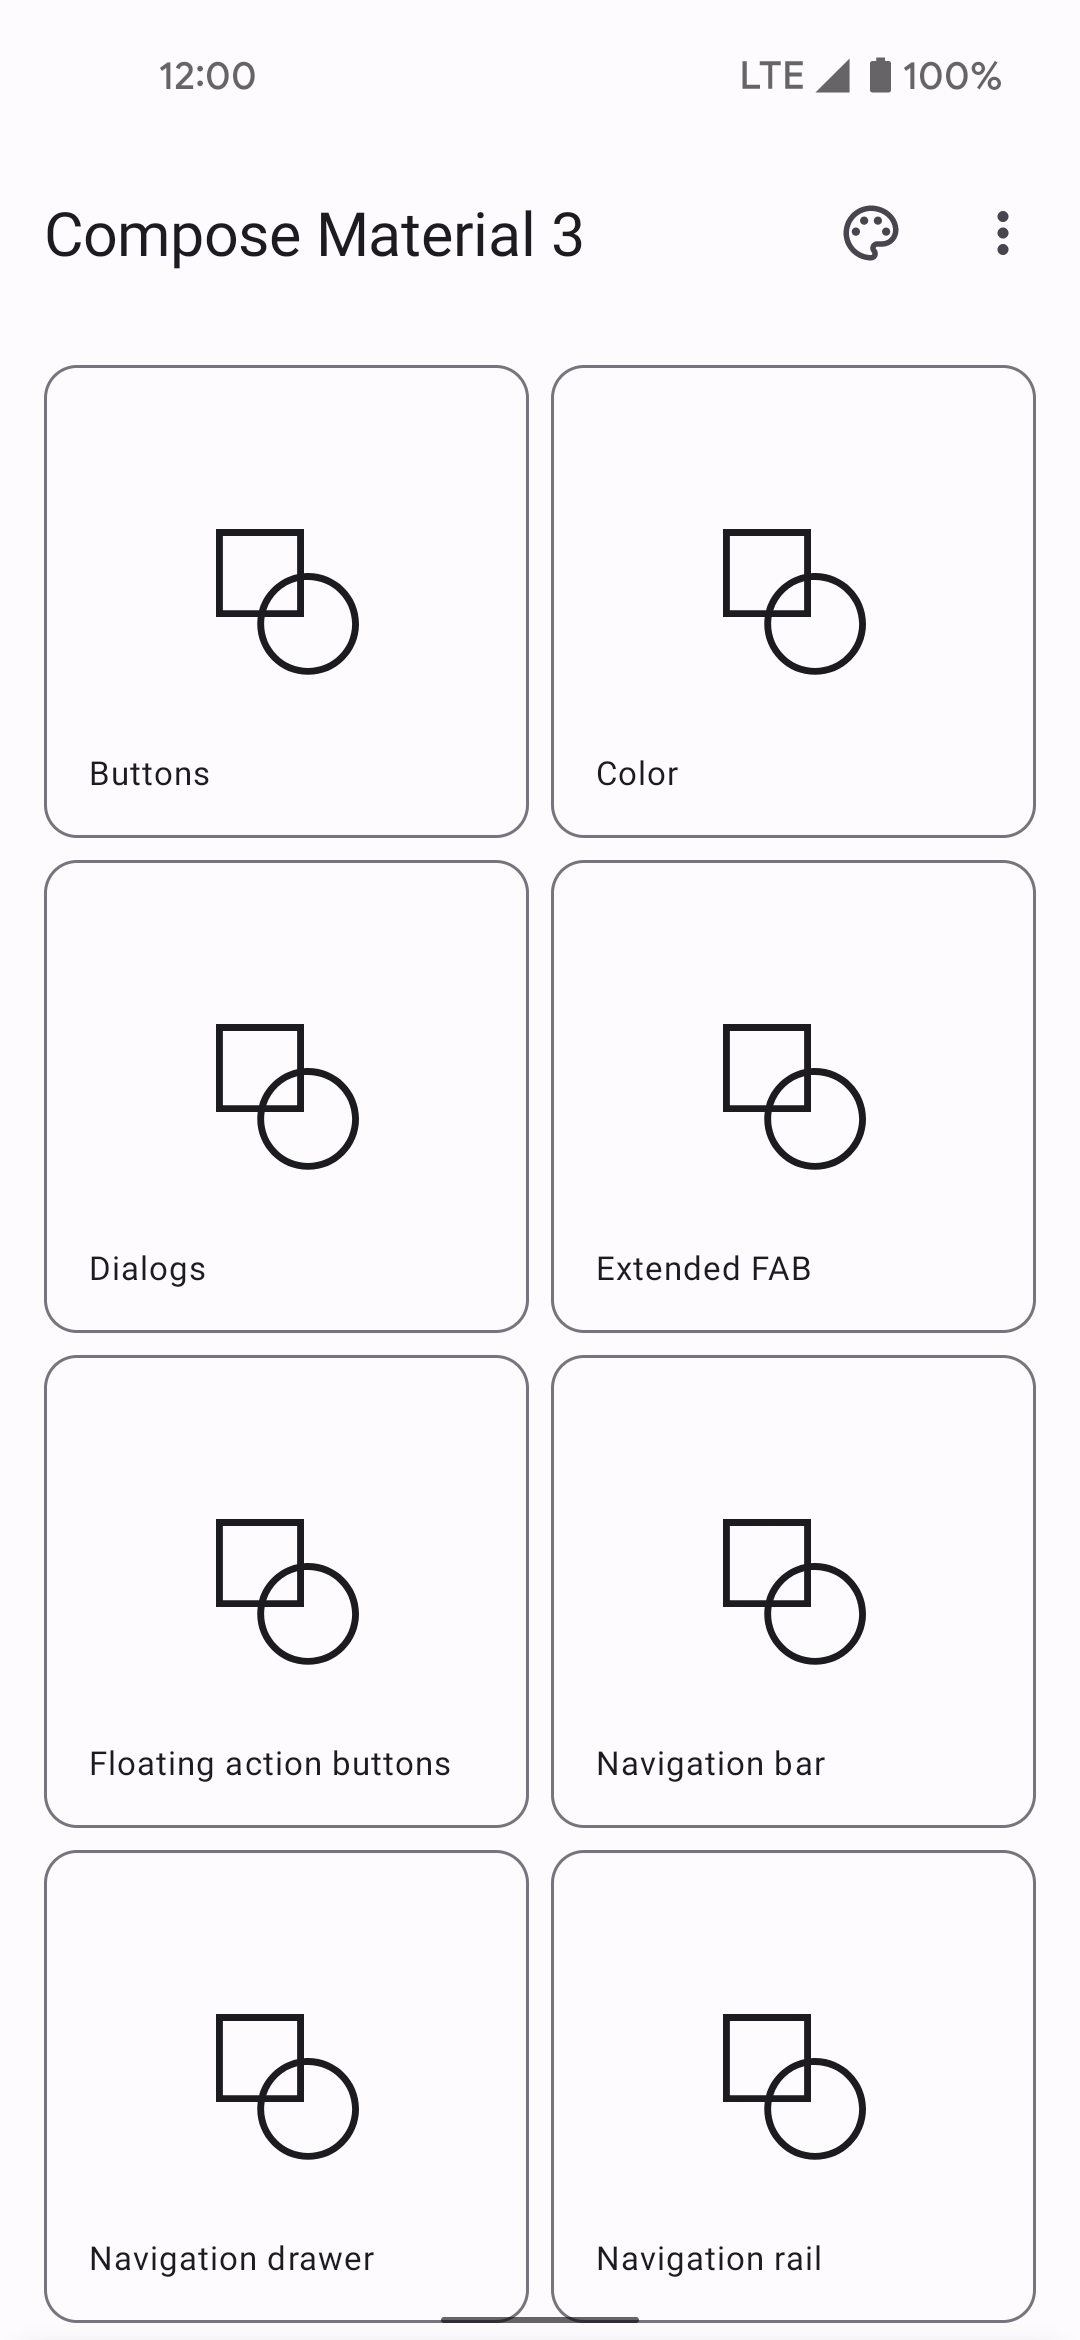 12:00
LTE 100%
Compose Material 3
Buttons
Color
Dialogs
Extended FAB
Floating action buttons
Navigation bar
Navigation drawer
Navigation rail